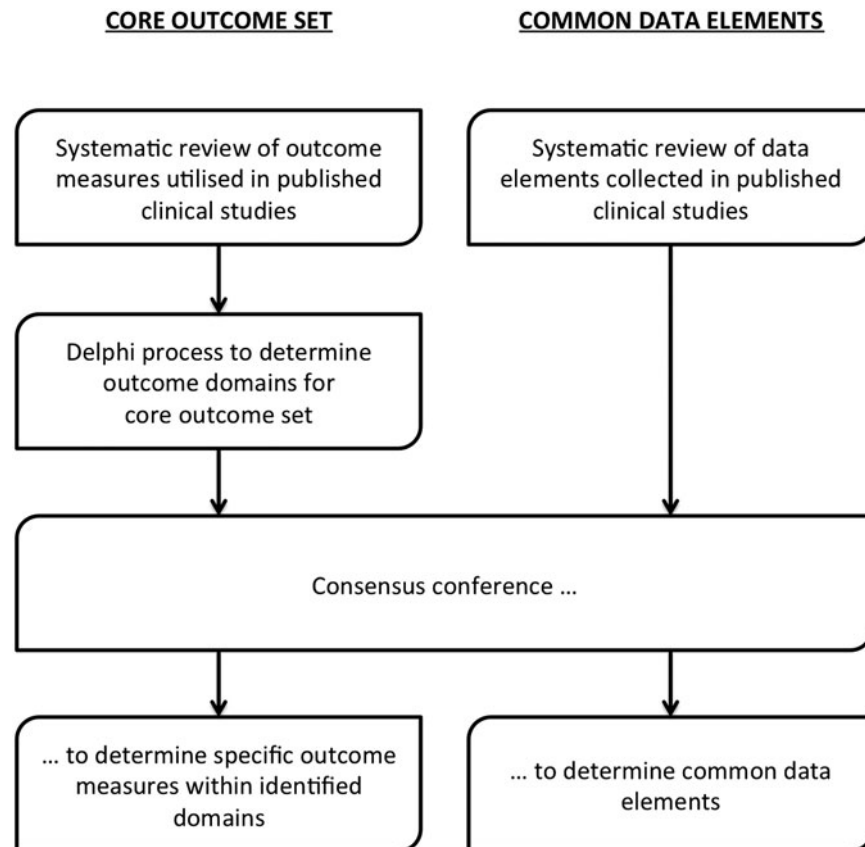 CORE OUTCOME SET
COMMON DATA ELEMENTS
Systematic review of outcome
measures utilised in published
clinical studies
Systematic review of data
elements collected in published
clinical studies
Delphi process to determine
outcome domains for
core outcome set
Consensus conference ...
... to determine specific outcome
measures within identified
domains
... to determine common data
elements